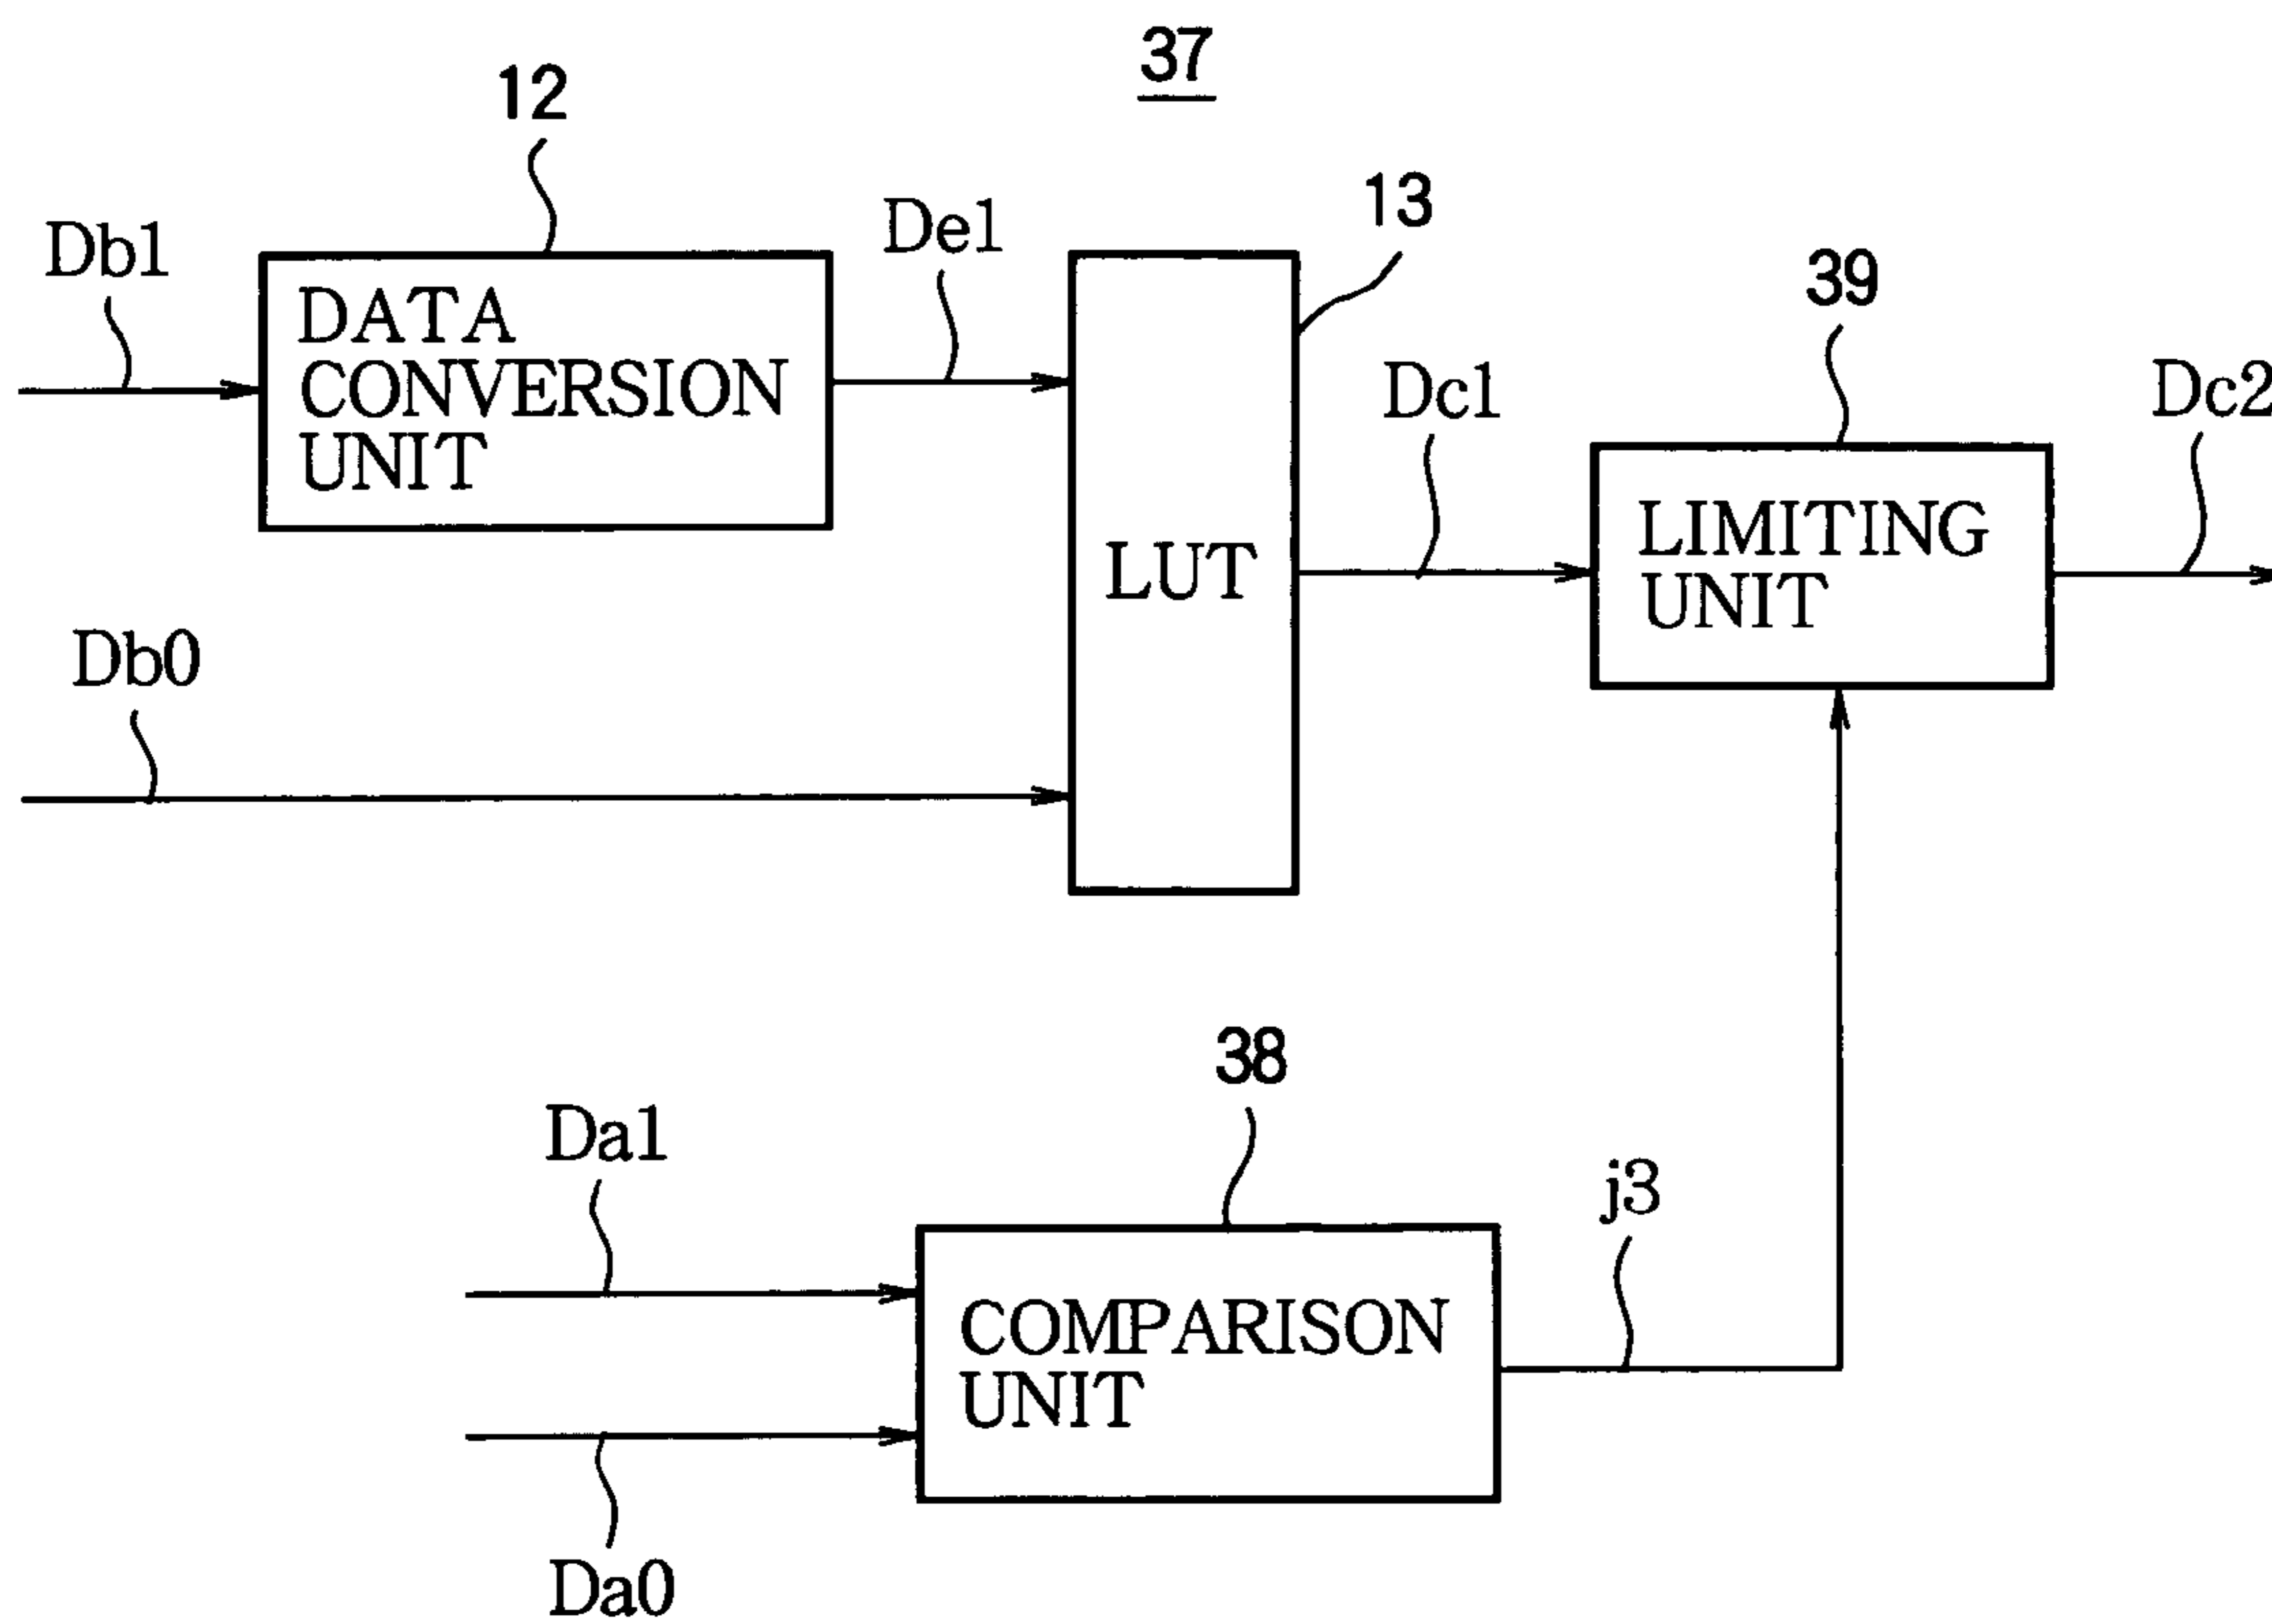 37
12
13
Db1
De1
DATA
CONVERSION
UNIT
39
Dc1
Dc2
LIMITING
UNIT
LUT
Db0
38
Da1
j3
COMPARISON
UNIT
Da0